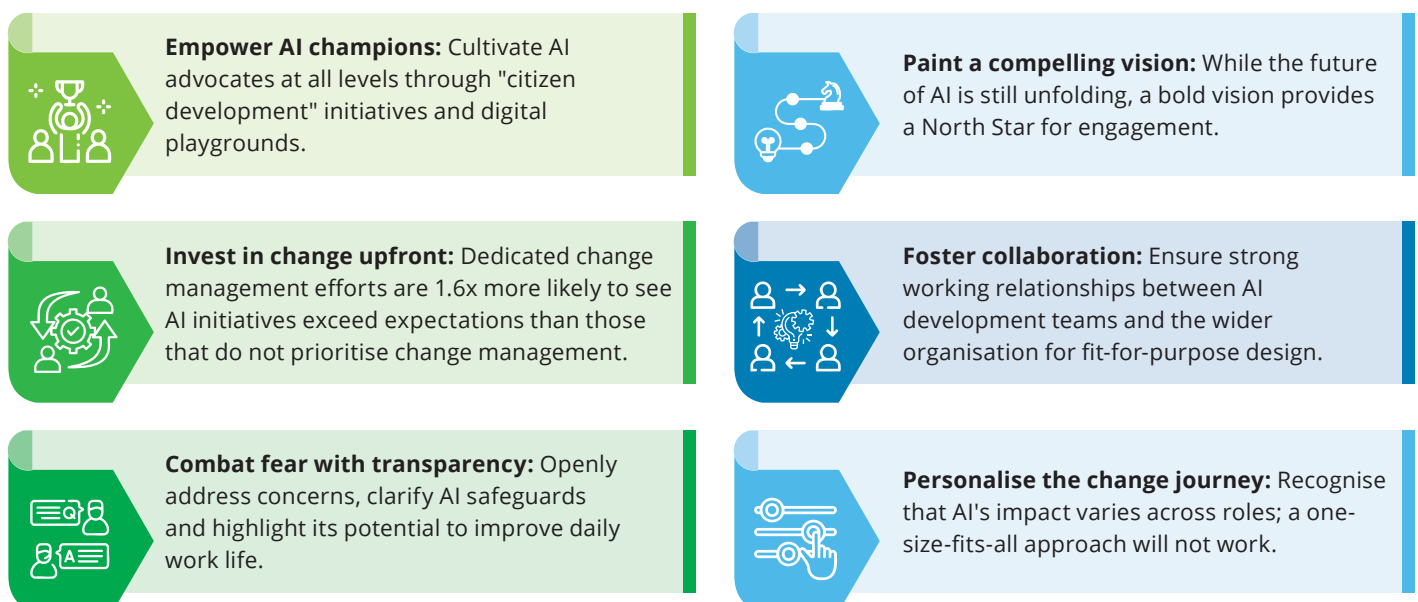 Empower AI champions: Cultivate AI
advocates at all levels through "citizen
development" initiatives and digital
playgrounds.
Paint a compelling vision: While the future
of AI is still unfolding, a bold vision provides
a North Star for engagement.
Invest in change upfront: Dedicated change
management efforts are 1.6x more likely to see
AI initiatives exceed expectations than those
that do not prioritise change management.
Foster collaboration: Ensure strong
working relationships between AI
development teams and the wider
organisation for fit-for-purpose design.
Combat fear with transparency: Openly
address concerns, clarify AI safeguards
and highlight its potential to improve daily
work life.
Q
A
Personalise the change journey: Recognise
that AI's impact varies across roles; a one-
size-fits-all approach will not work.